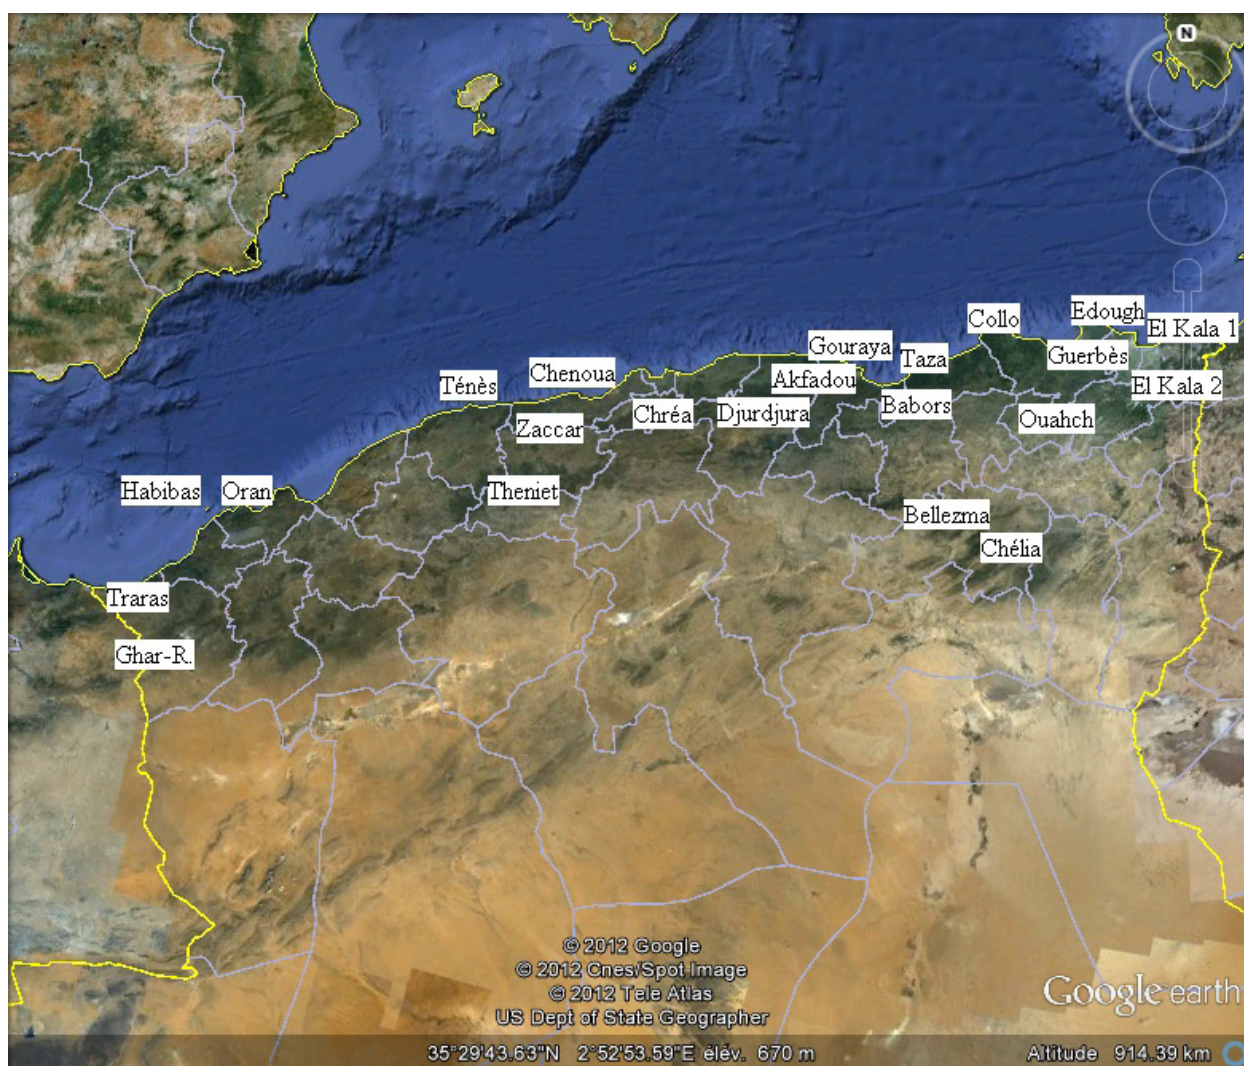 N
Collo
Edough
El Kala 1
Gouraya
Taza
Guerbès
Chenoua
Akfadou
El Kala 2
Ténès
Babors
Chréa
Djurdjura
Ouahch
Zaccar
Habibas
Oran
Theniet
Bellezma
Chélia
Traras
Ghar-R.
© 2012 Google
© 2012 Cnes/Spot Image
© 2012 Tele Atlas
US Dept of State Geographer
Google earth
35°29'43.63"N 2°52'53.59"E élév. 670 m
Altitude 914.39 km